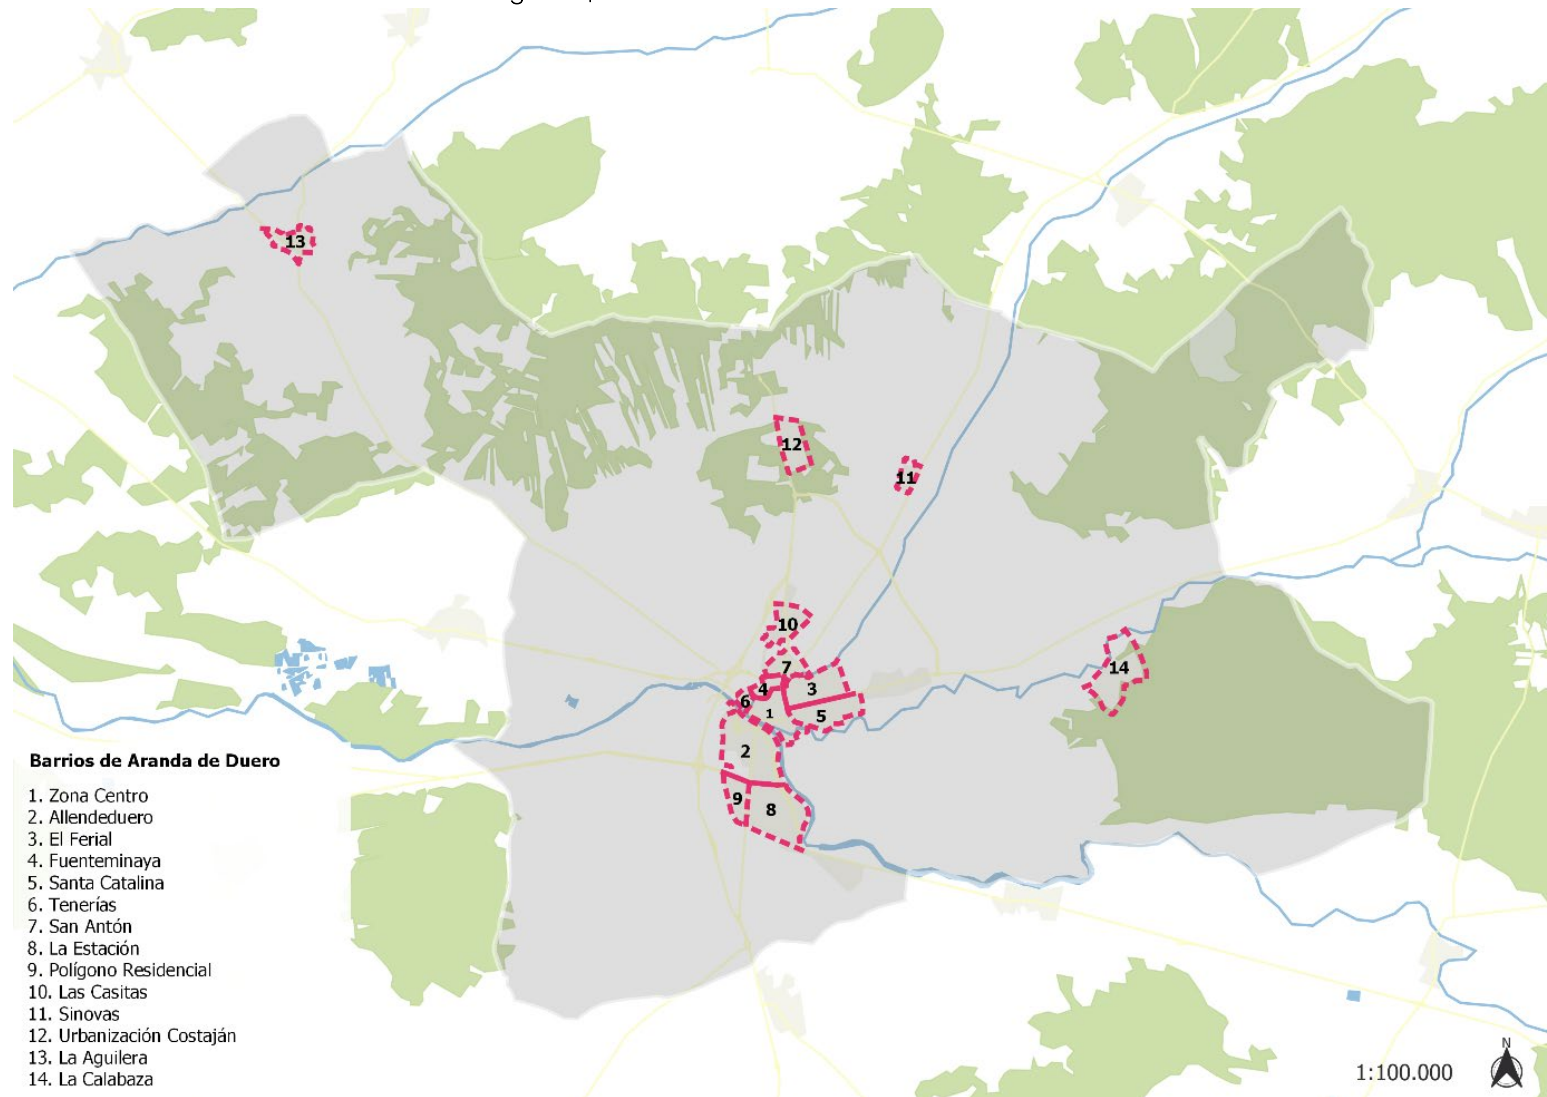 13
12
11
10
7
4
3
6
1
5
14
2
9
8
Barrios de Aranda de Duero
1. Zona Centro
2. Allendeduero
3. El Ferial
4. Fuenteminaya
5. Santa Catalina
6. Tenerías
7. San Antón
8. La Estación
9. Polígono Residencial
10. Las Casitas
11. Sinovas
12. Urbanización Costaján
13. La Aguilera
14. La Calabaza
N
1:100.000